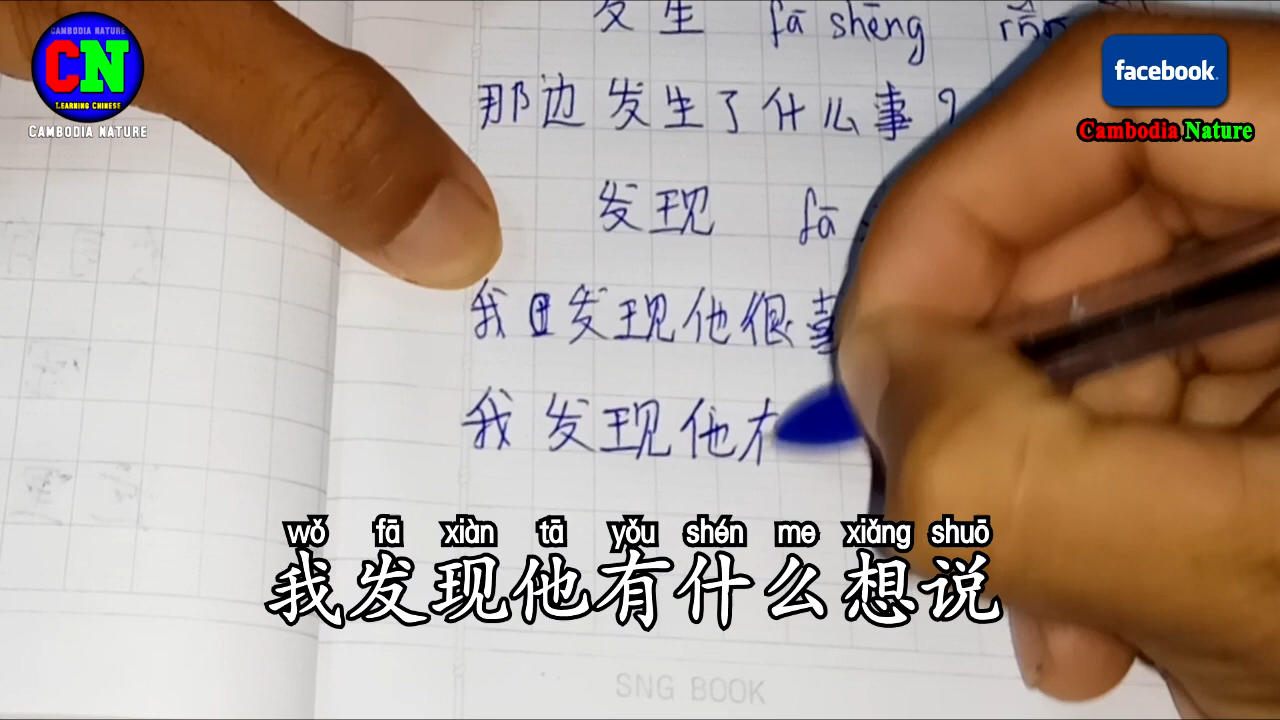 CAMBODIA NATURE
CN
LEARNING CHINESE
CAMBODIA NATURE
facebook
Cambodia Nature
发生 fā shēng
那边发生了什么事?
发现 fā
我 发现他很
我发现他有
wǒ fā xiàn tā yǒu shén me xiǎng shuō
我发现他有什么想说
SNG BOOK